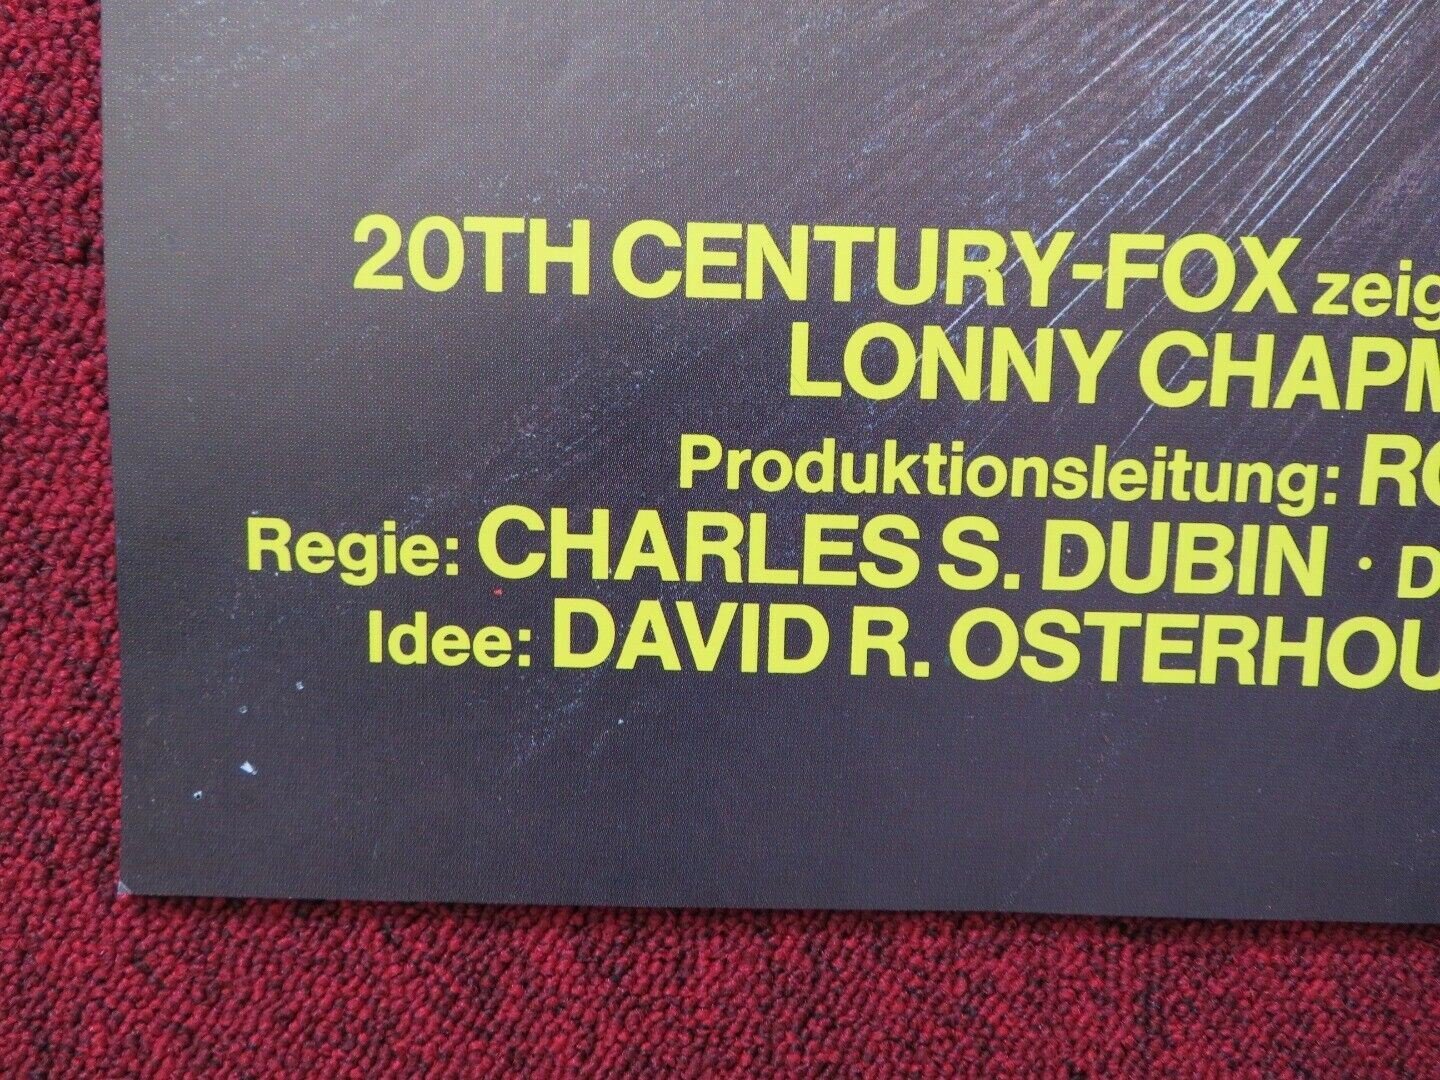 20TH CENTURY-FOX
LONNY
Produktionsleitung:
Regie: CHARLES S. DUBIN ·
Idee: DAVID R.